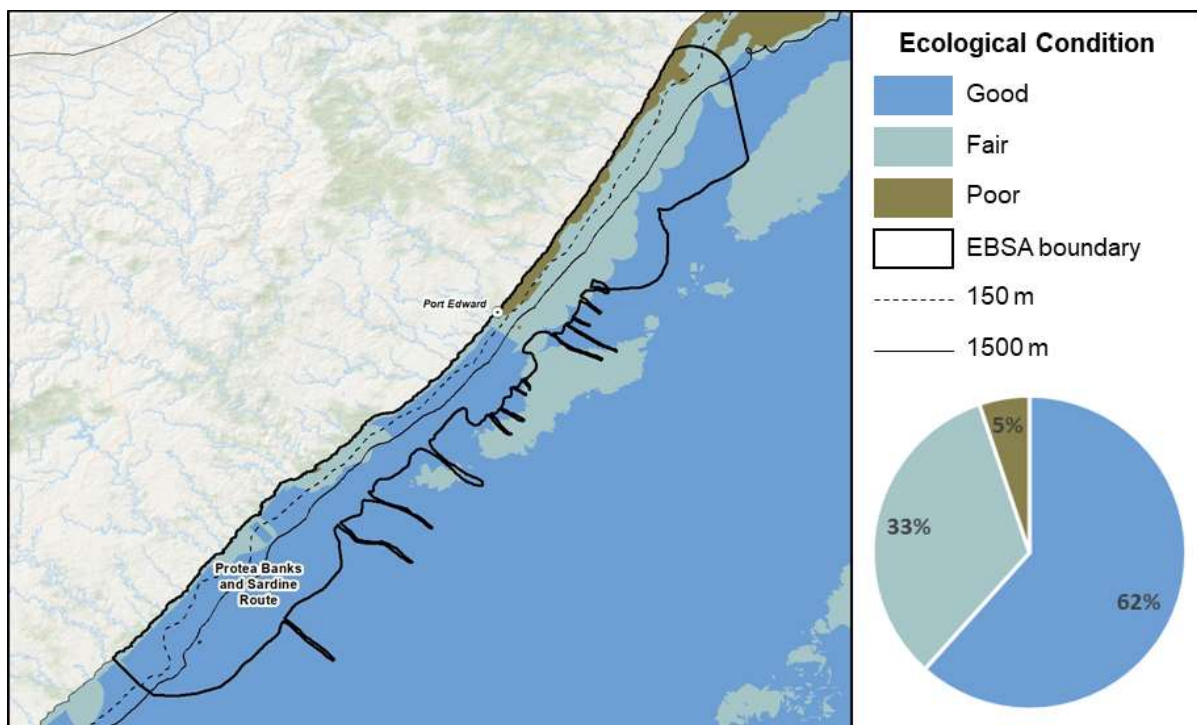 Port Edward
Protea Banks
and Sardine
Route
Ecological Condition
Good
Fair
Poor
EBSA boundary
150 m
1500 m
5%
33%
62%